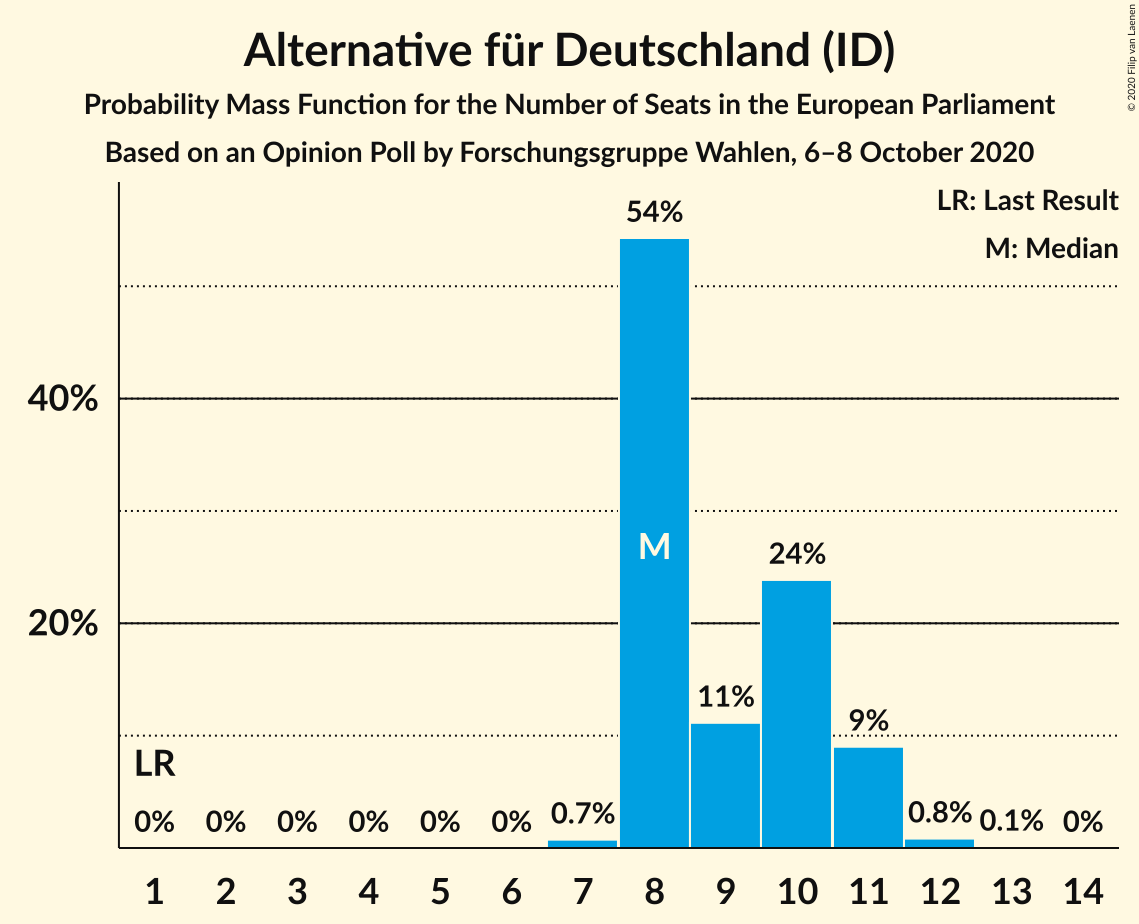 Alternative für Deutschland (ID)
Probability Mass Function for the Number of Seats in the European Parliament
Based on an Opinion Poll by Forschungsgruppe Wahlen, 6–8 October 2020
© 2020 Filip van Laenen
LR: Last Result
M: Median
54%
40%
M
24%
20%
11%
9%
LR
0% 0% 0% 0% 0% 0% 0.7% 0.8% 0.1% 0%
1 2 3 4 5 6 7 8 9 10 11 12 13 14